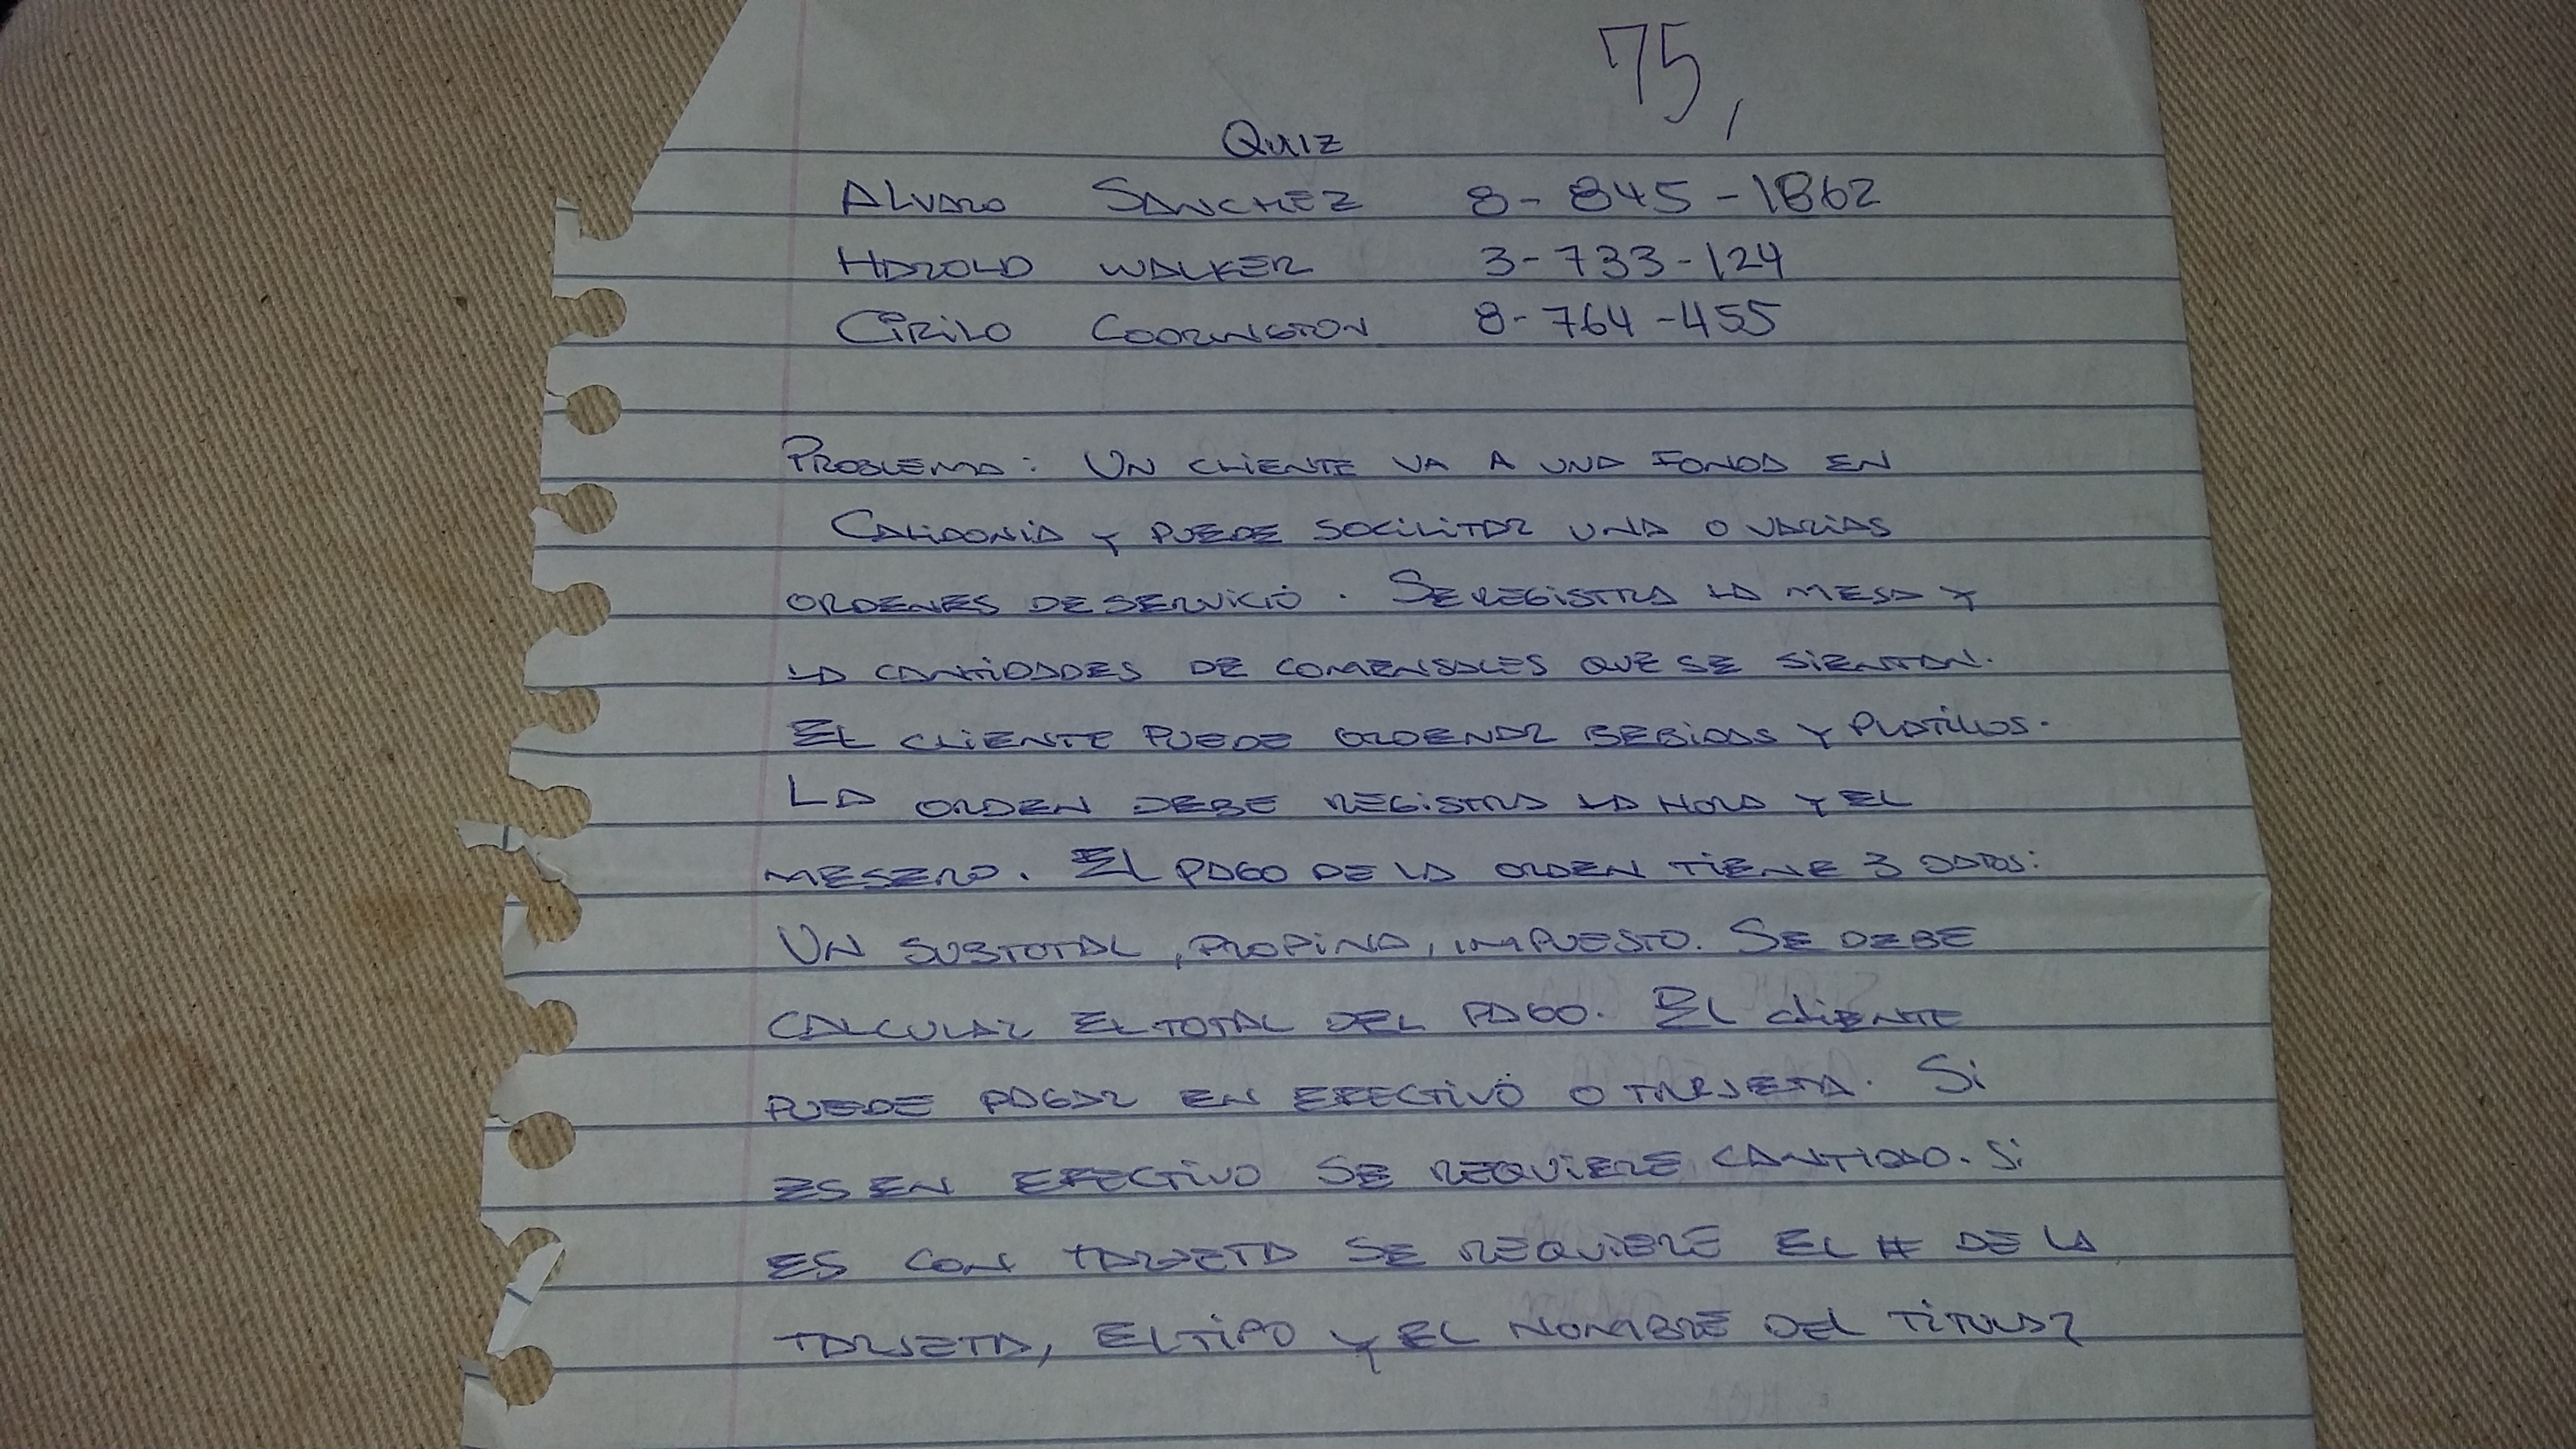 75,
Quiz
Alvaro Sanchez 8-845-1862
Harold Walker 3-733-124
Cirilo Codrington 8-764-455
Problema: Un cliente va a una fonda en
Calidonia y puede socilitar una o varias
ordenes de servicio. Se registra la mesa y
la cantidades de comensales que se sientan.
El cliente puede ordenar bebidas y platillos.
La orden debe registra la hora y el
mesero. El pago de la orden tiene 3 datos:
Un subtotal, propina, impuesto. Se debe
calcular el total del pago. El cliente
puede pagar en efectivo o tarjeta. Si
es en efectivo se requiere cantidad. Si
es con tarjeta se requiere el # de la
tarjeta, el tipo y el nombre del titular